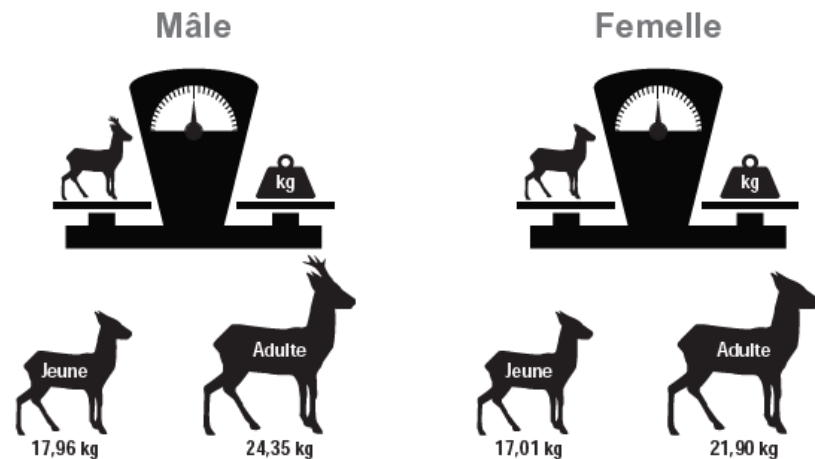 Mâle
Femelle
kg
kg
Jeune
Adulte
Jeune
Adulte
17,96 kg
24,35 kg
17,01 kg
21,90 kg